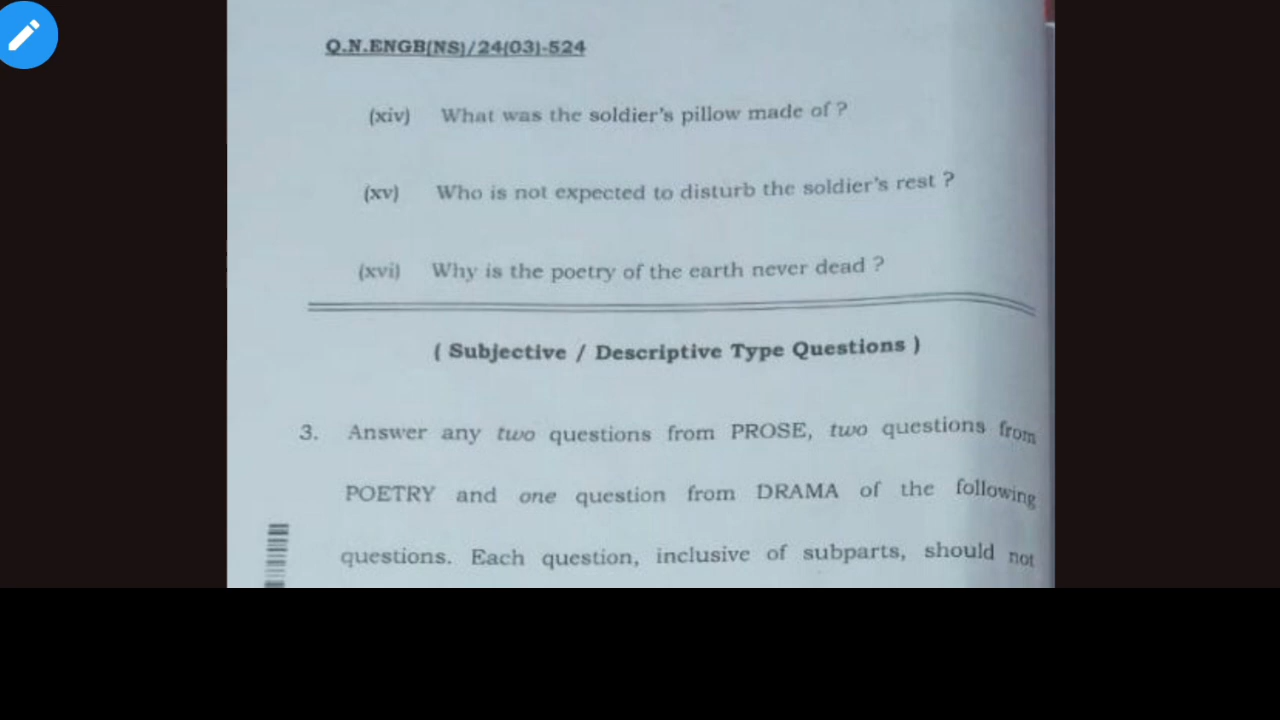 Q.N.ENGB(NS)/24(03)-524
(xiv) What was the soldier's pillow made of ?
(xv) Who is not expected to disturb the soldier's rest ?
(xvi) Why is the poetry of the earth never dead ?
( Subjective / Descriptive Type Questions )
3. Answer any two questions from PROSE, two questions from
POETRY and one question from DRAMA of the following
questions. Each question, inclusive of subparts, should not